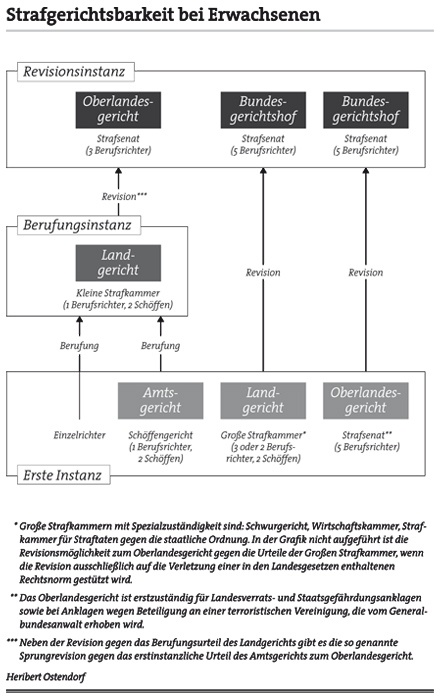 Strafgerichtsbarkeit bei Erwachsenen
Revisionsinstanz
Oberlandes-
gericht
Strafsenat
(3 Berufsrichter)
Bundes-
gerichtshof
Strafsenat
(5 Berufsrichter)
Bundes-
gerichtshof
Strafsenat
(5 Berufsrichter)
Revision***
Berufungsinstanz
Land-
gericht
Kleine Strafkammer
(1 Berufsrichter, 2 Schöffen)
Revision
Revision
Berufung
Berufung
Einzelrichter
Amts-
gericht
Schöffengericht
(1 Berufsrichter,
2 Schöffen)
Land-
gericht
Große Strafkammer*
(3 oder 2 Berufs-
richter, 2 Schöffen)
Oberlandes-
gericht
Strafsenat**
(5 Berufsrichter)
Erste Instanz
* Große Strafkammern mit Spezialzuständigkeit sind: Schwurgericht, Wirtschaftskammer, Straf-
kammer für Straftaten gegen die staatliche Ordnung. In der Grafik nicht aufgeführt ist die
Revisionsmöglichkeit zum Oberlandesgericht gegen die Urteile der Großen Strafkammer, wenn
die Revision ausschließlich auf die Verletzung einer in den Landesgesetzen enthaltenen
Rechtsnorm gestützt wird.
** Das Oberlandesgericht ist erstzuständig für Landesverrats- und Staatsgefährdungsanklagen
sowie bei Anklagen wegen Beteiligung an einer terroristischen Vereinigung, die vom General-
bundesanwalt erhoben wird.
*** Neben der Revision gegen das Berufungsurteil des Landgerichts gibt es die so genannte
Sprungrevision gegen das erstinstanzliche Urteil des Amtsgerichts zum Oberlandesgericht.
Heribert Ostendorf